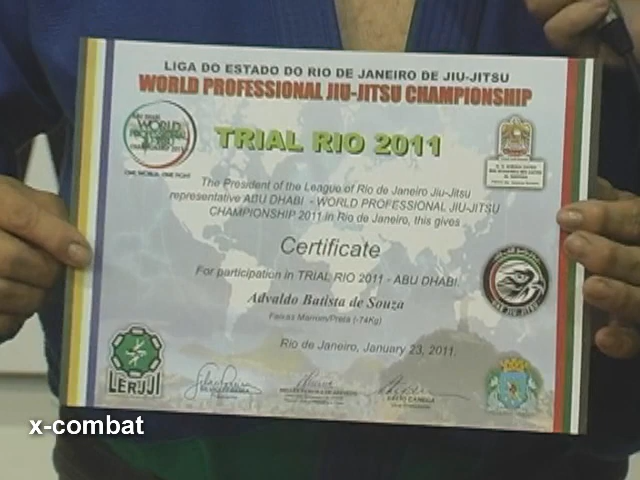 LIGA DO ESTADO DO RIO DE JANEIRO DE JIU-JITSU
WORLD PROFESSIONAL JIU-JITSU CHAMPIONSHIP
WORLD
TRIAL RIO 2011
The President of the League of Rio de Janeiro Jiu-Jitsu
representative ABU DHABI - WORLD PROFESSIONAL JIU-JITSU
CHAMPIONSHIP 2011 in Rio de Janeiro, this gives
Certificate
For participation in TRIAL RIO 2011 - ABU DHABI.
Advaldo Batista de Souza
Faixas Marrom/Preta (-74Kg)
Rio de Janeiro, January 23, 2011.
LERJJI
x-combat